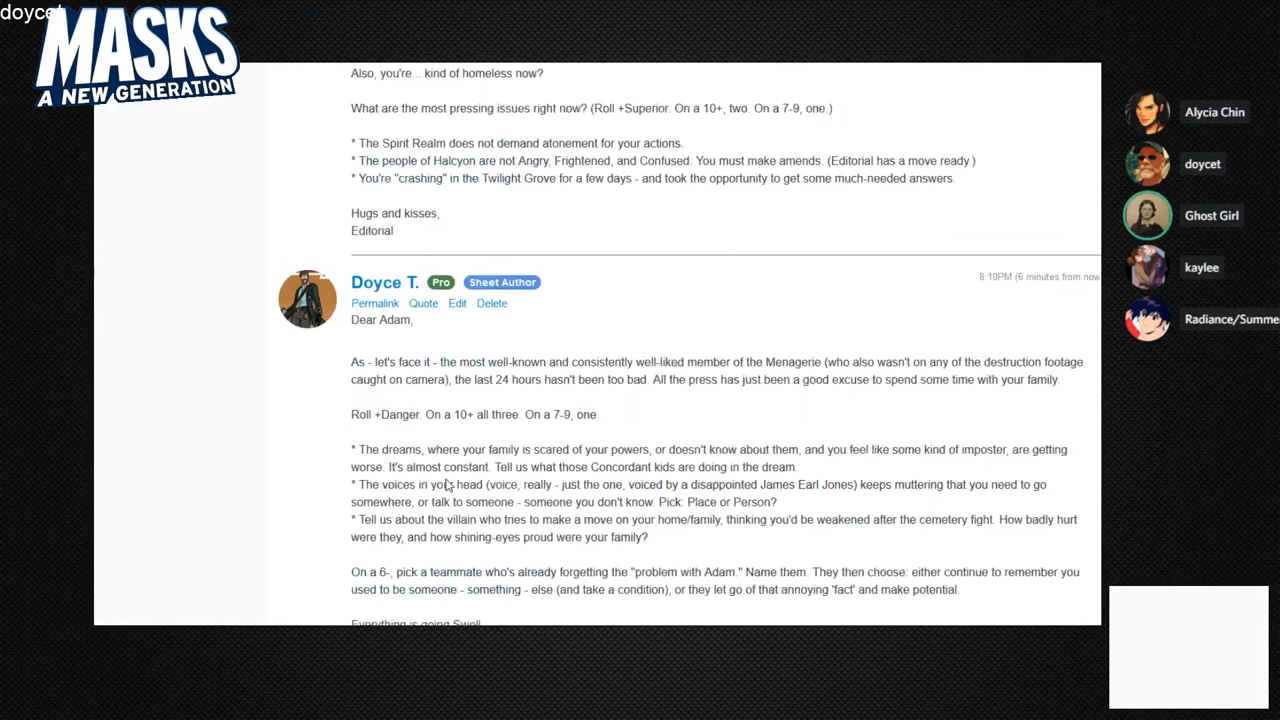 doycet
MASKS
A NEW GENERATION
Also, you're... kind of homeless now?
What are the most pressing issues right now? (Roll +Superior. On a 10+, two. On a 7-9, one )
* The Spirit Realm does not demand atonement for your actions.
* The people of Halcyon are not Angry, Frightened, and Confused. You must make amends. (Editorial has a move ready.)
* You're "crashing" in the Twilight Grove for a few days - and took the opportunity to get some much-needed answers.
Hugs and kisses,
Editorial
Doyce T. Pro Sheet Author
8:10PM (6 minutes from now
Permalink Quote Edit Delete
Dear Adam,
As - let's face it - the most well-known and consistently well-liked member of the Menagerie (who also wasn't on any of the destruction footage
caught on camera), the last 24 hours hasn't been too bad. All the press has just been a good excuse to spend some time with your family.
Roll +Danger. On a 10+ all three. On a 7-9, one.
* The dreams, where your family is scared of your powers, or doesn't know about them, and you feel like some kind of imposter, are getting
worse. It's almost constant. Tell us what those Concordant kids are doing in the dream.
* The voices in your head (voice, really - just the one, voiced by a disappointed James Earl Jones) keeps muttering that you need to go
somewhere, or talk to someone - someone you don't know. Pick: Place or Person?
* Tell us about the villain who tries to make a move on your home/family, thinking you'd be weakened after the cemetery fight. How badly hurt
were they, and how shining-eyes proud were your family?
On a 6-, pick a teammate who's already forgetting the "problem with Adam." Name them. They then choose: either continue to remember you
used to be someone - something - else (and take a condition), or they let go of that annoying 'fact' and make potential.
Everything is going Swell
Alycia Chin
doycet
Ghost Girl
kaylee
Radiance/Summe